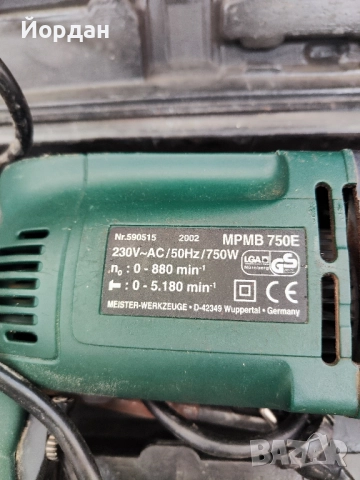 Йордан
Nr.590515 2002 MPMB 750E
230V~AC/50Hz/750W
n₀ : 0 - 880 min⁻¹
: 0 - 5.180 min⁻¹
LGA
GS
CE
MEISTER-WERKZEUGE • D-42349 Wuppertal • Germany
BAZAR